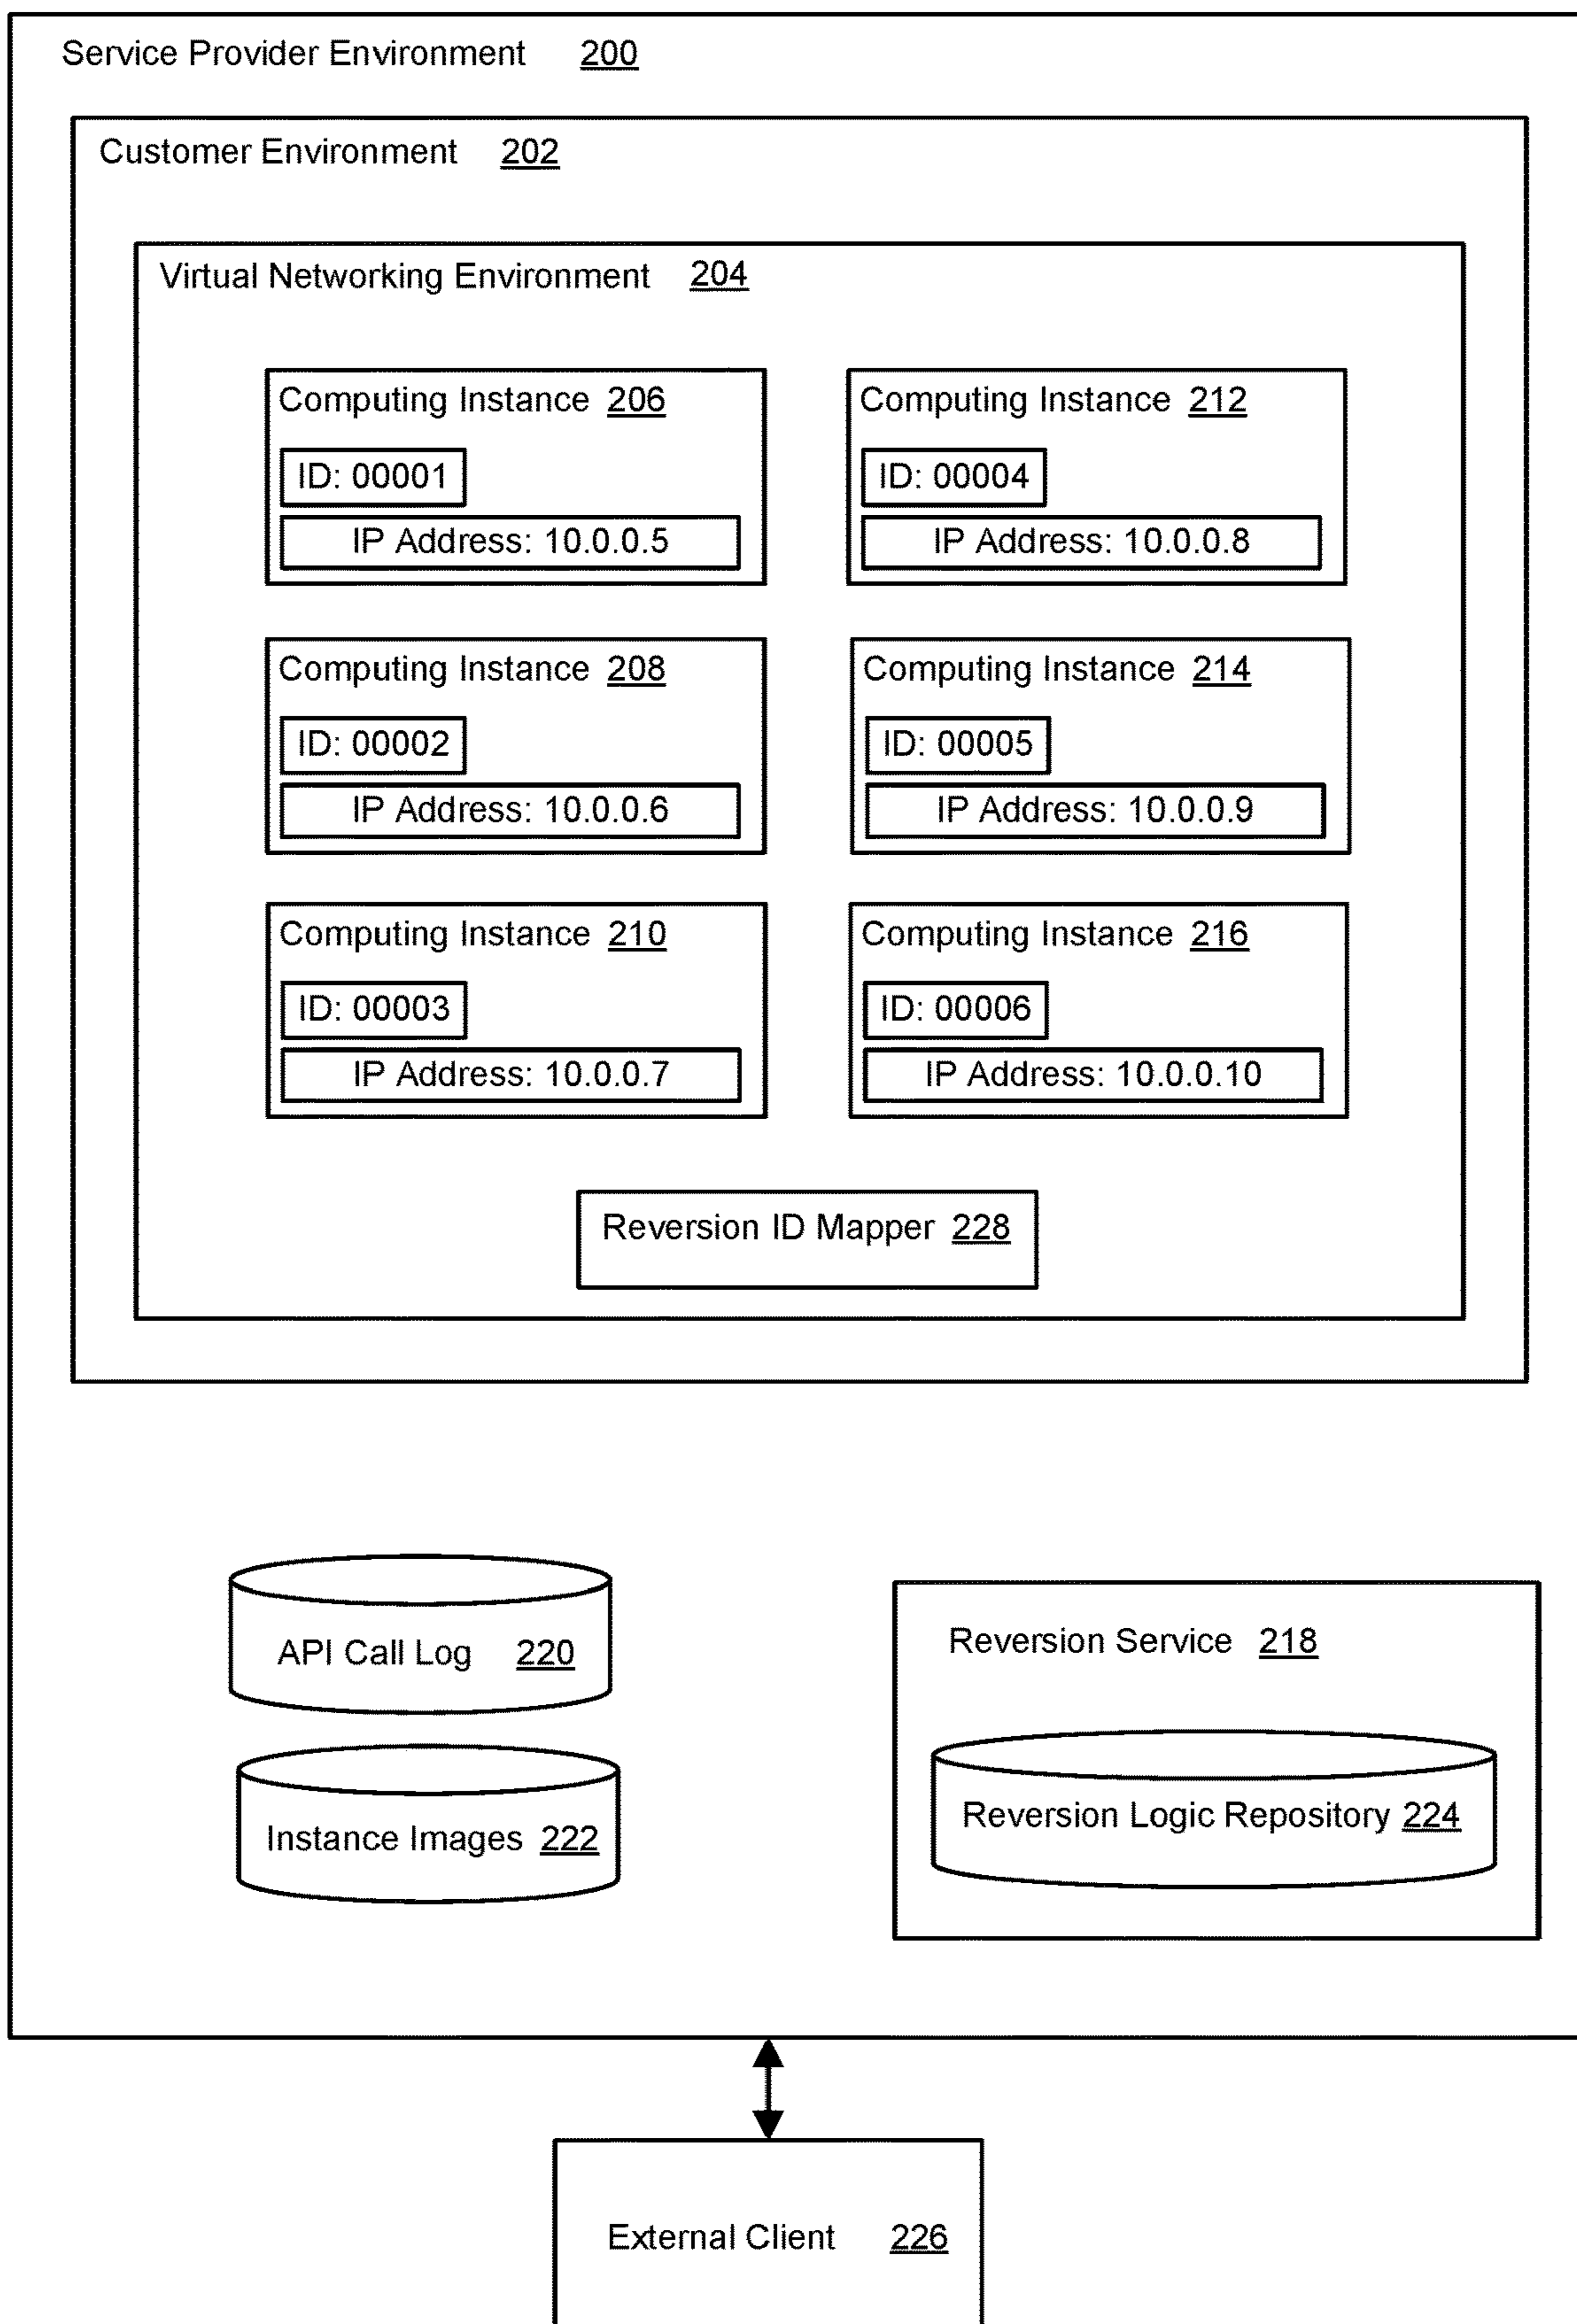 Service Provider Environment 200
Customer Environment 202
Virtual Networking Environment 204
Computing Instance 206
ID: 00001
IP Address: 10.0.0.5
Computing Instance 212
ID: 00004
IP Address: 10.0.0.8
Computing Instance 208
ID: 00002
IP Address: 10.0.0.6
Computing Instance 214
ID: 00005
IP Address: 10.0.0.9
Computing Instance 210
ID: 00003
IP Address: 10.0.0.7
Computing Instance 216
ID: 00006
IP Address: 10.0.0.10
Reversion ID Mapper 228
API Call Log 220
Instance Images 222
Reversion Service 218
Reversion Logic Repository 224
External Client 226